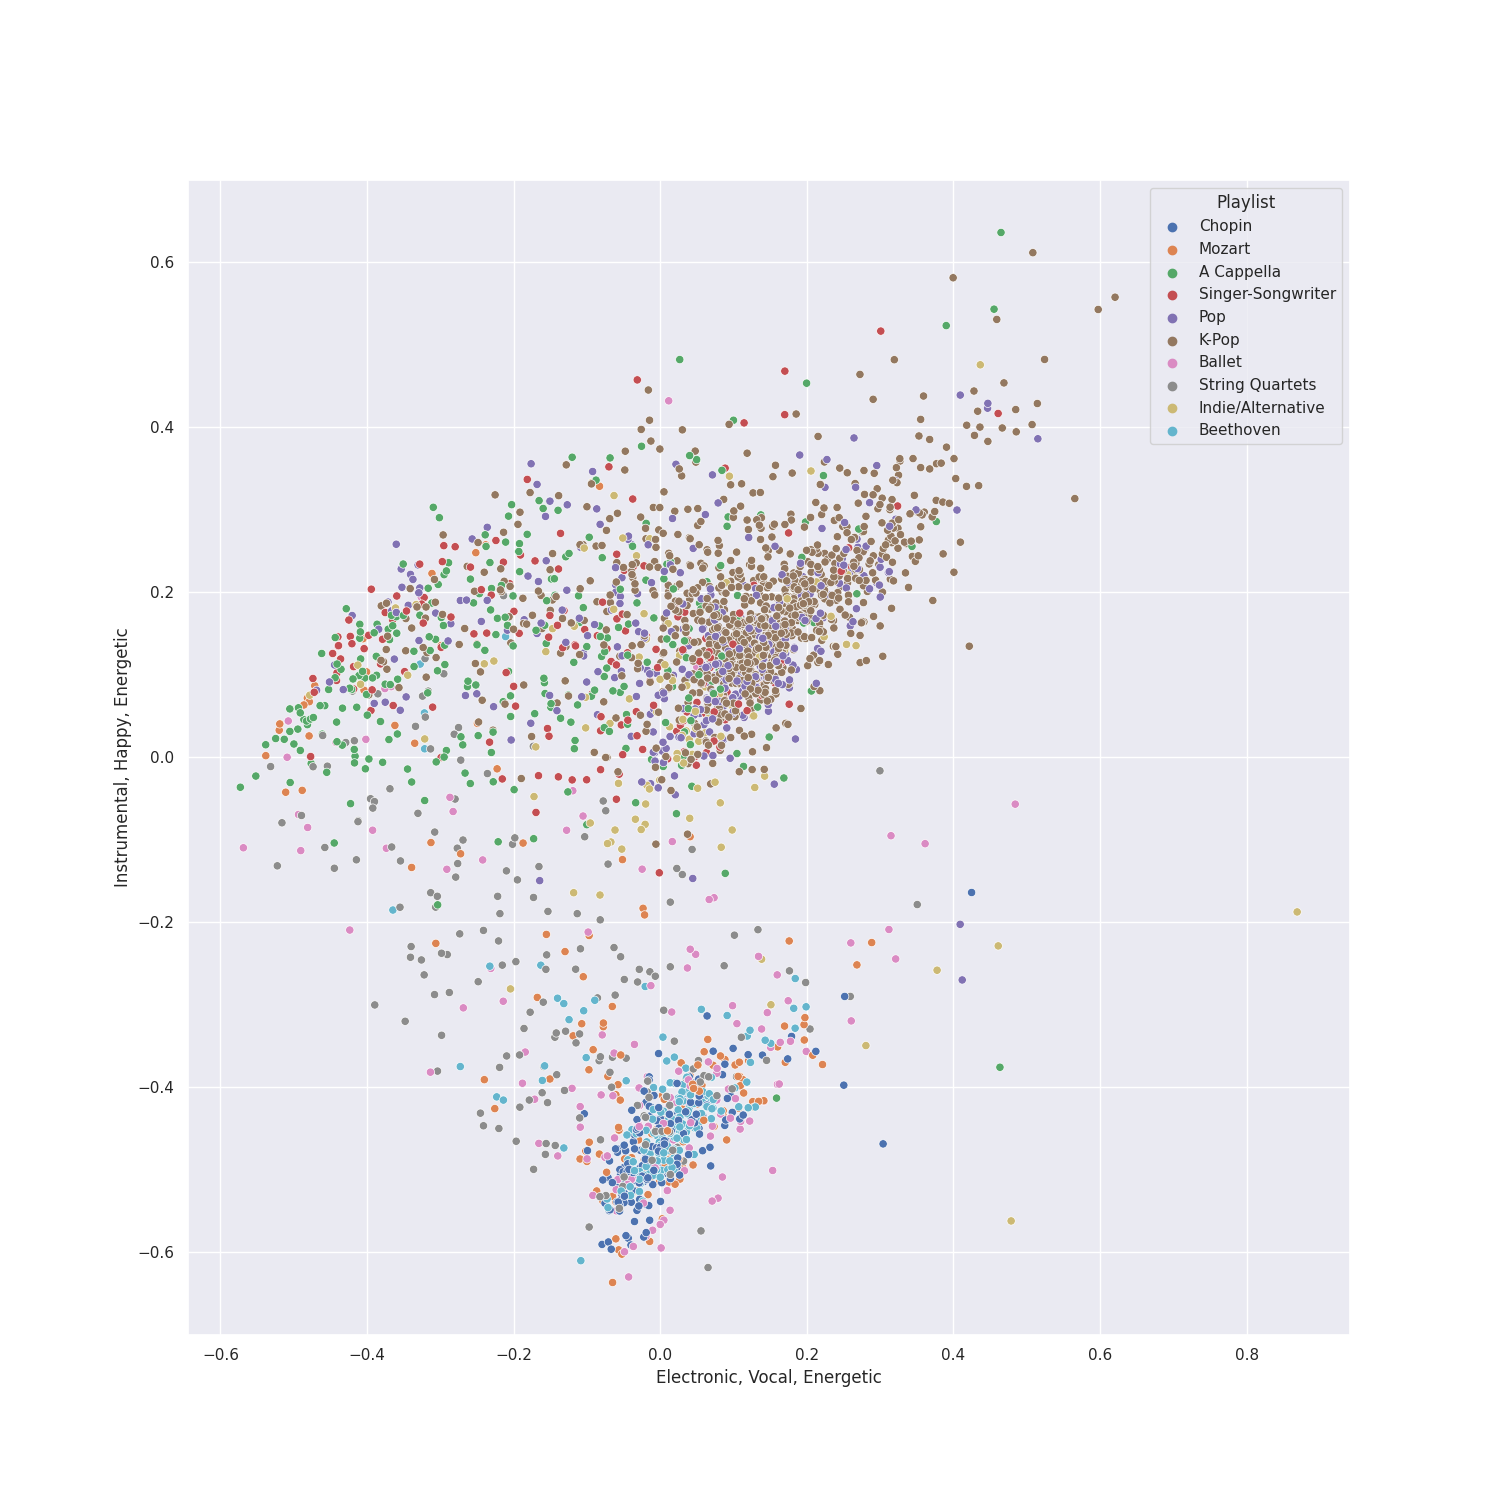 Playlist
Chopin
Mozart
A Cappella
Singer-Songwriter
Pop
K-Pop
Ballet
String Quartets
Indie/Alternative
Beethoven
0.6
0.4
0.2
0.0
−0.2
−0.4
−0.6
Instrumental, Happy, Energetic
−0.6
−0.4
−0.2
0.0
0.2
0.4
0.6
0.8
Electronic, Vocal, Energetic